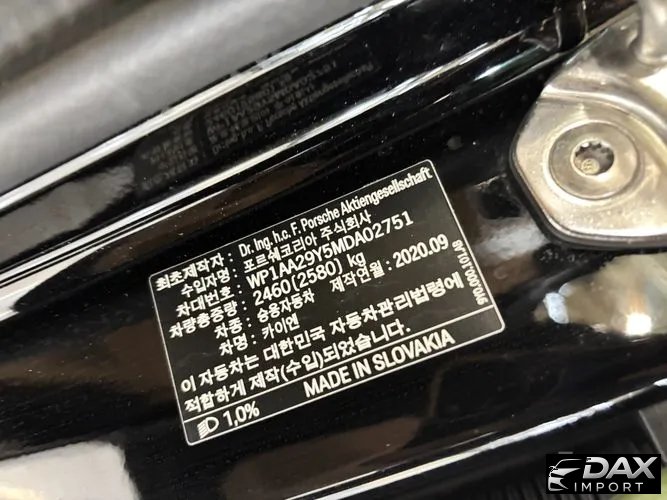 최초제작자: Dr. Ing. h.c. F. Porsche Aktiengesellschaft
수입자명: 포르쉐코리아 주식회사
차대번호: WP1AA29Y5MDA02751
차량총중량: 2460(2580) kg
차종: 승용자동차 제작연월: 2020.09
차명: 카이엔
이 자동차는 대한민국 자동차관리법령에
적합하게 제작(수입)되었습니다.
MADE IN SLOVAKIA
1,0%
DAX
IMPORT